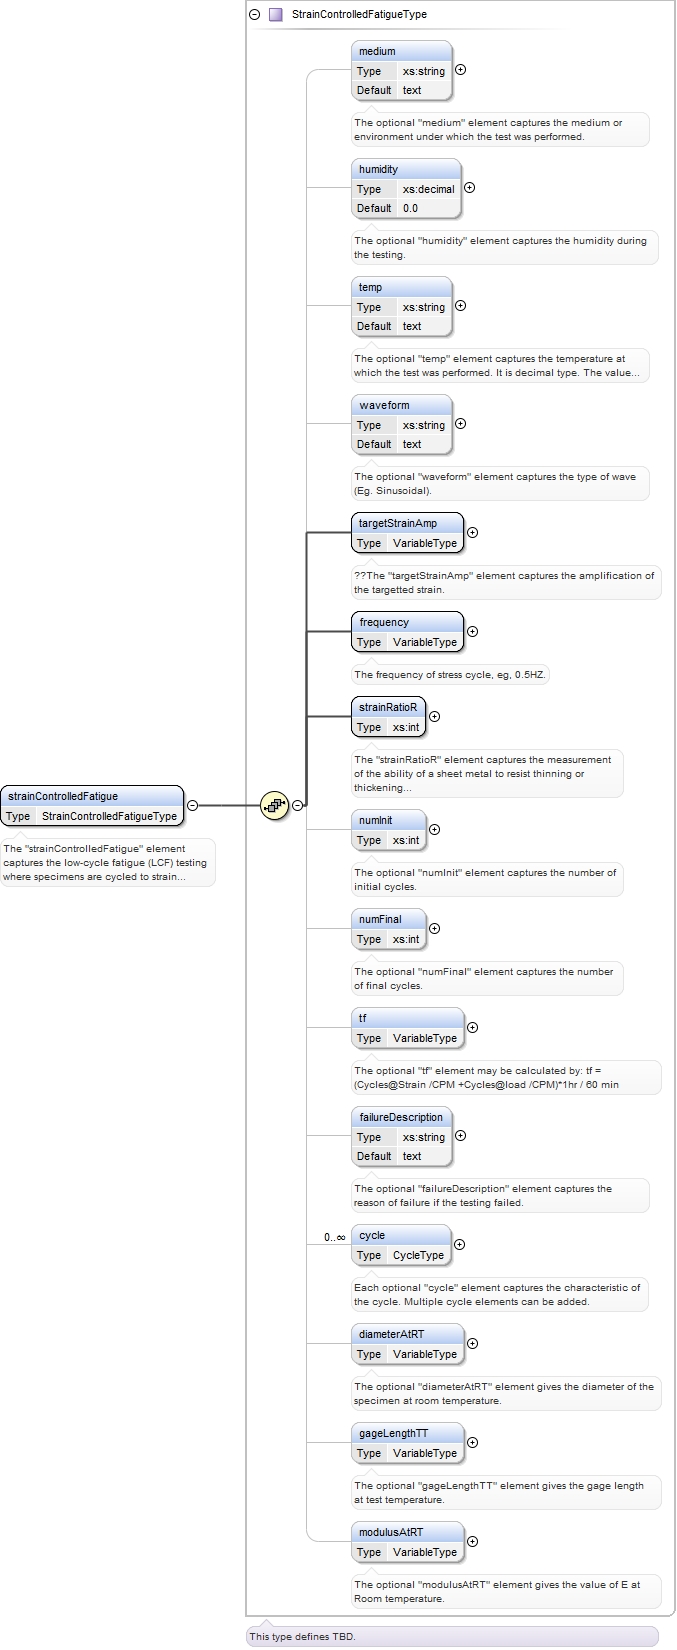 StrainControlledFatigueType
medium
Type xs:string
Default text
The optional "medium" element captures the medium or
environment under which the test was performed.
humidity
Type xs:decimal
Default 0.0
The optional "humidity" element captures the humidity during
the testing.
temp
Type xs:string
Default text
The optional "temp" element captures the temperature at
which the test was performed. It is decimal type. The value...
waveform
Type xs:string
Default text
The optional "waveform" element captures the type of wave
(Eg. Sinusoidal).
targetStrainAmp
Type VariableType
??The "targetStrainAmp" element captures the amplification of
the targetted strain.
frequency
Type VariableType
The frequency of stress cycle, eg, 0.5HZ.
strainRatioR
Type xs:int
The "strainRatioR" element captures the measurement
of the ability of a sheet metal to resist thinning or
thickening...
strainControlledFatigue
Type StrainControlledFatigueType
The "strainControlledFatigue" element
captures the low-cycle fatigue (LCF) testing
where specimens are cycled to strain...
numInit
Type xs:int
The optional "numInit" element captures the number of
initial cycles.
numFinal
Type xs:int
The optional "numFinal" element captures the number
of final cycles.
tf
Type VariableType
The optional "tf" element may be calculated by: tf =
(Cycles@Strain /CPM +Cycles@load /CPM)*1hr / 60 min
failureDescription
Type xs:string
Default text
The optional "failureDescription" element captures the
reason of failure if the testing failed.
0..∞
cycle
Type CycleType
Each optional "cycle" element captures the characteristic of
the cycle. Multiple cycle elements can be added.
diameterAtRT
Type VariableType
The optional "diameterAtRT" element gives the diameter of the
specimen at room temperature.
gageLengthTT
Type VariableType
The optional "gageLengthTT" element gives the gage length
at test temperature.
modulusAtRT
Type VariableType
The optional "modulusAtRT" element gives the value of E at
Room temperature.
This type defines TBD.